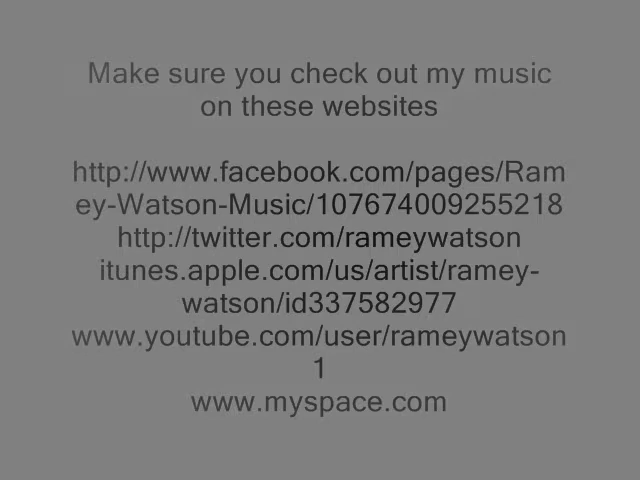 Make sure you check out my music
on these websites
http://www.facebook.com/pages/Ram
ey-Watson-Music/107674009255218
http://twitter.com/rameywatson
itunes.apple.com/us/artist/ramey-
watson/id337582977
www.youtube.com/user/rameywatson
1
www.myspace.com